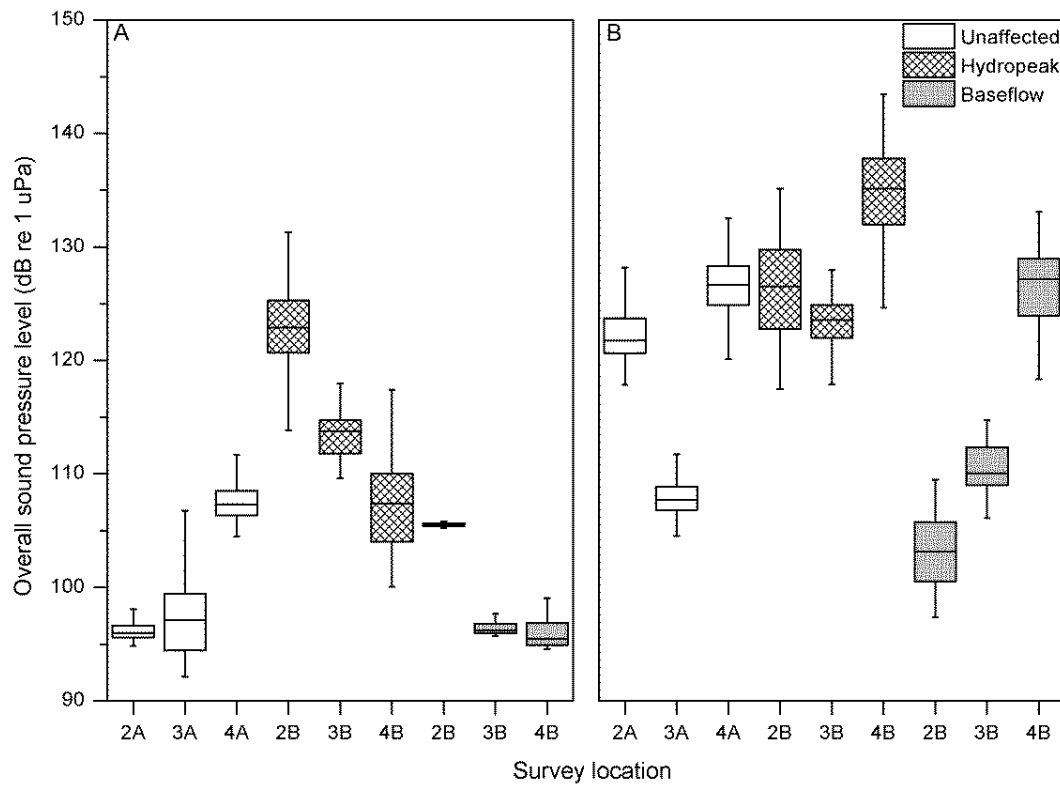 A
B
Unaffected
Hydropeak
Baseflow
Overall sound pressure level (dB re 1 uPa)
150
140
130
120
110
100
90
2A 3A 4A 2B 3B 4B 2B 3B 4B
2A 3A 4A 2B 3B 4B 2B 3B 4B
Survey location